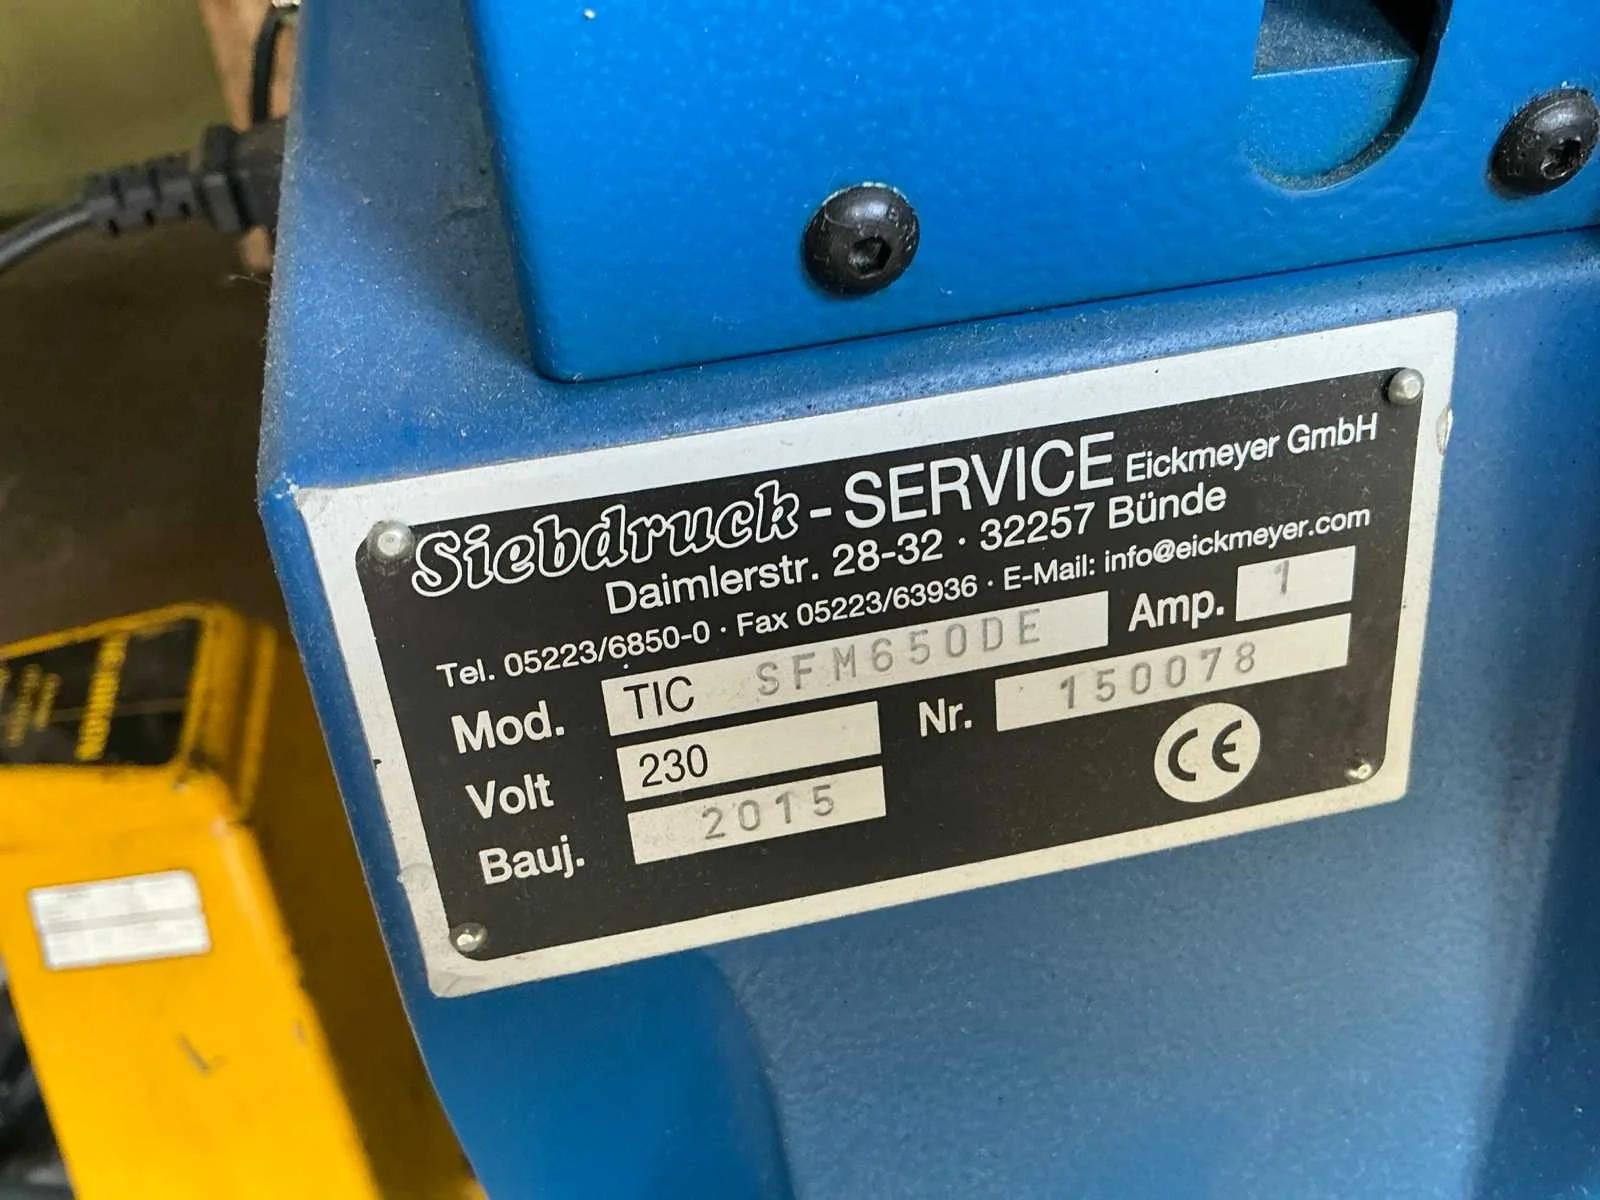 Siebdruck - SERVICE Eickmeyer GmbH
Daimlerstr. 28-32 · 32257 Bünde
Tel. 05223/6850-0 · Fax 05223/63936 · E-Mail: info@eickmeyer.com
Mod. TIC SFM650DE Amp. 1
Volt 230 Nr. 150078
Bauj. 2015 CE